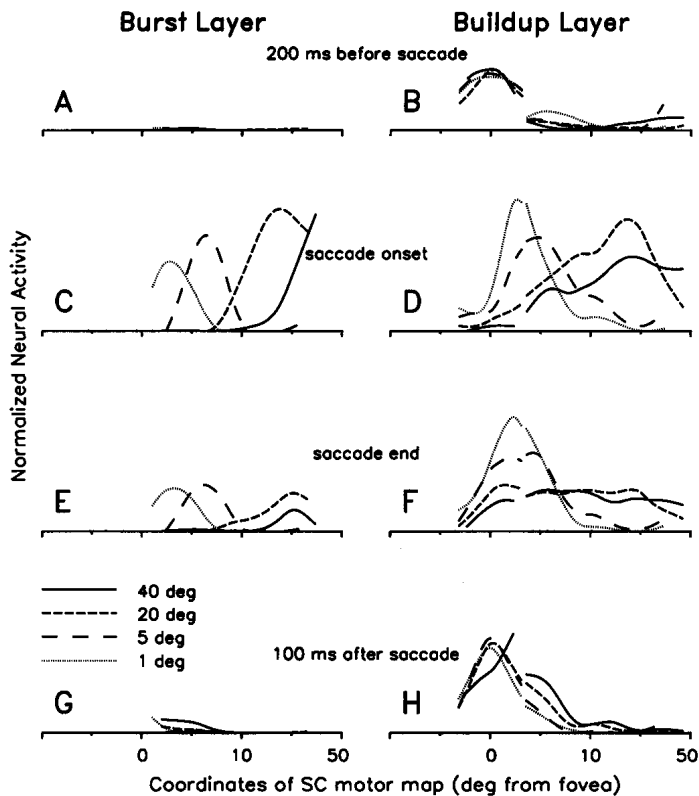 Burst Layer
Buildup Layer
200 ms before saccade
A
B
saccade onset
C
D
saccade end
E
F
40 deg
20 deg
5 deg
1 deg
100 ms after saccade
G
H
0
10
50
0
10
50
Coordinates of SC motor map (deg from fovea)
Normalized Neural Activity